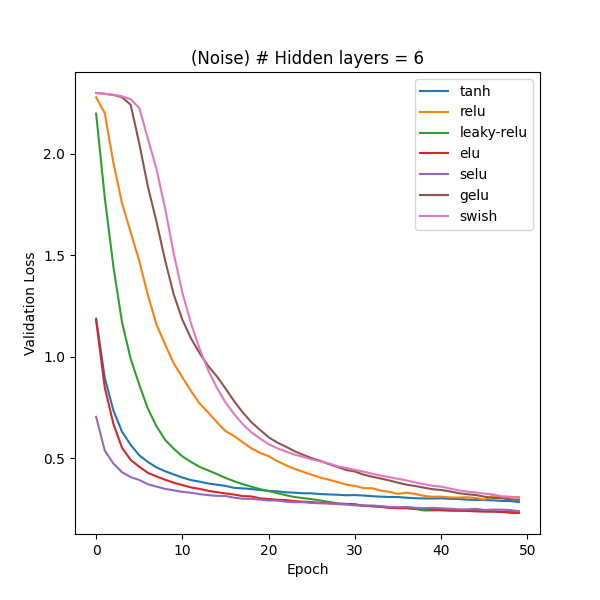 (Noise) # Hidden layers = 6
tanh
relu
leaky-relu
elu
selu
gelu
swish
Validation Loss
2.0
1.5
1.0
0.5
0 10 20 30 40 50
Epoch